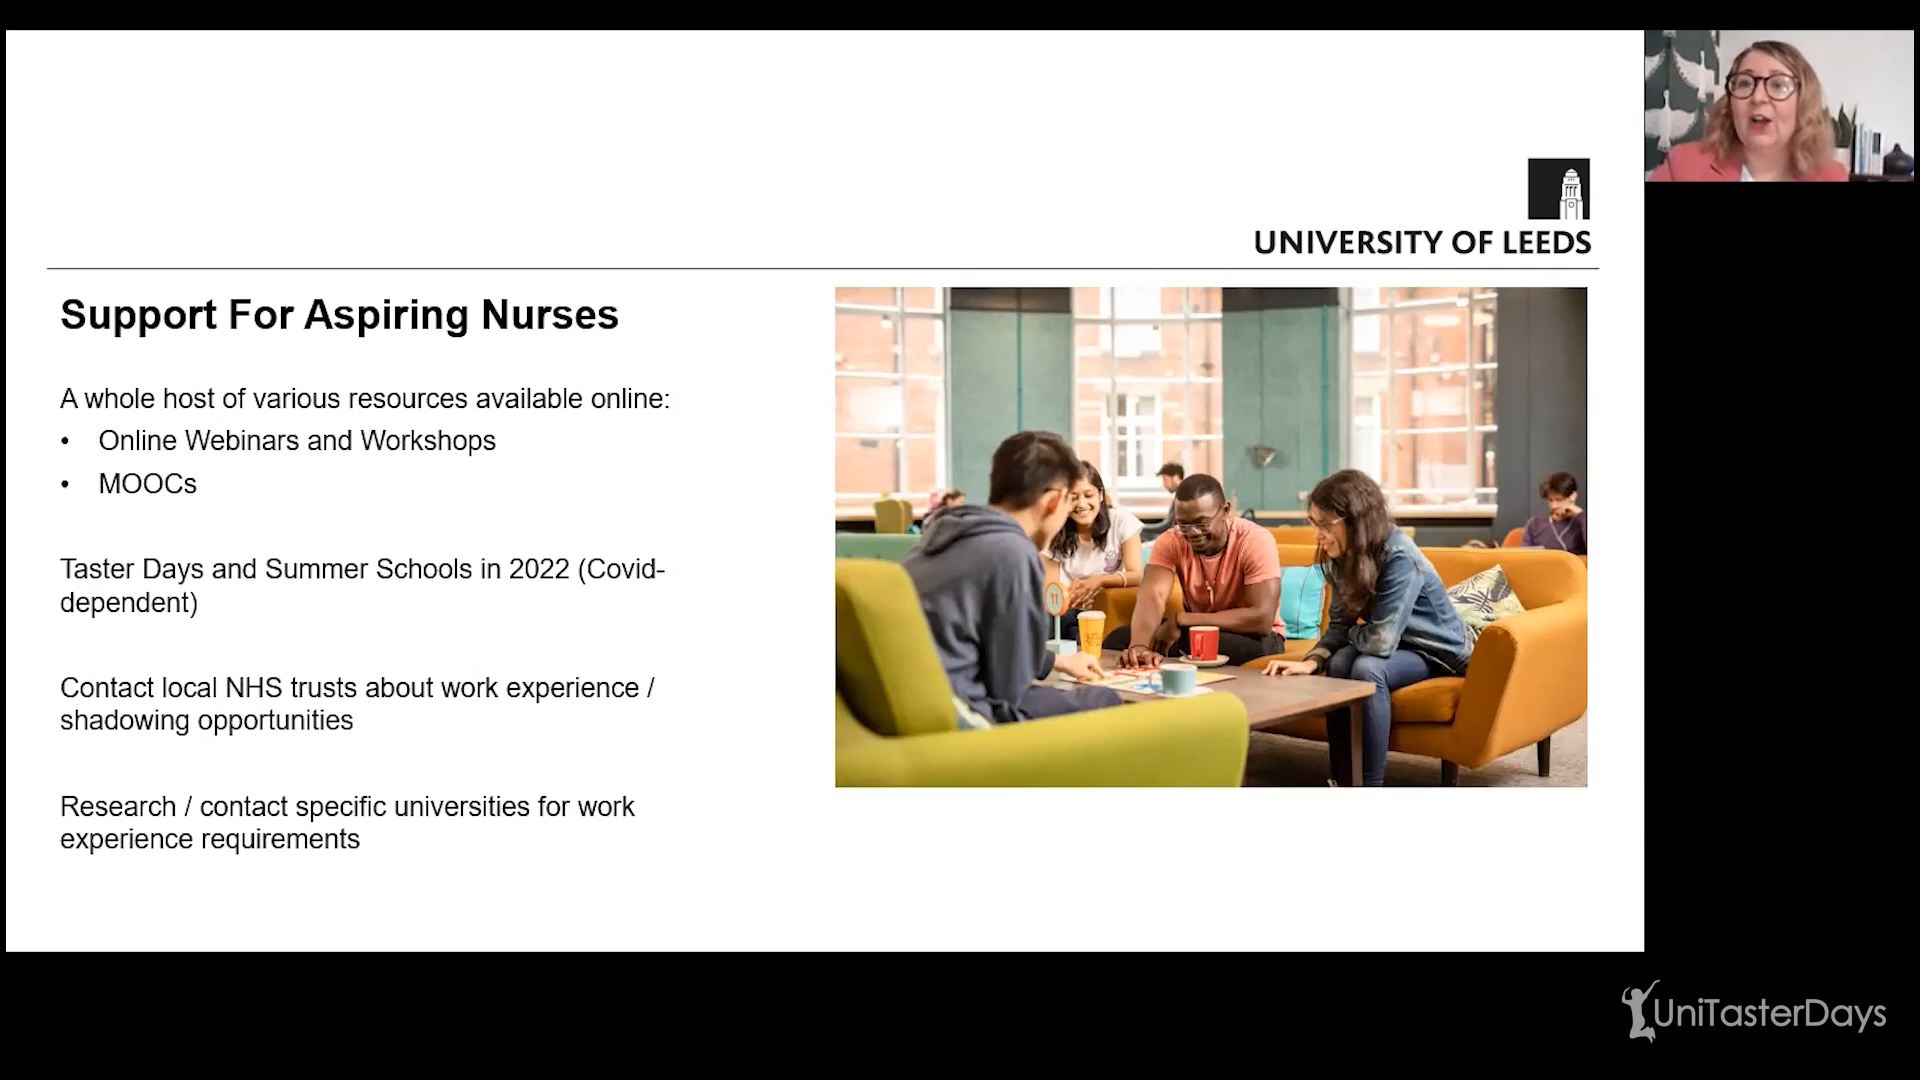 UNIVERSITY OF LEEDS
Support For Aspiring Nurses
A whole host of various resources available online:
• Online Webinars and Workshops
• MOOCs
Taster Days and Summer Schools in 2022 (Covid-
dependent)
Contact local NHS trusts about work experience /
shadowing opportunities
Research / contact specific universities for work
experience requirements
11
UniTasterDays